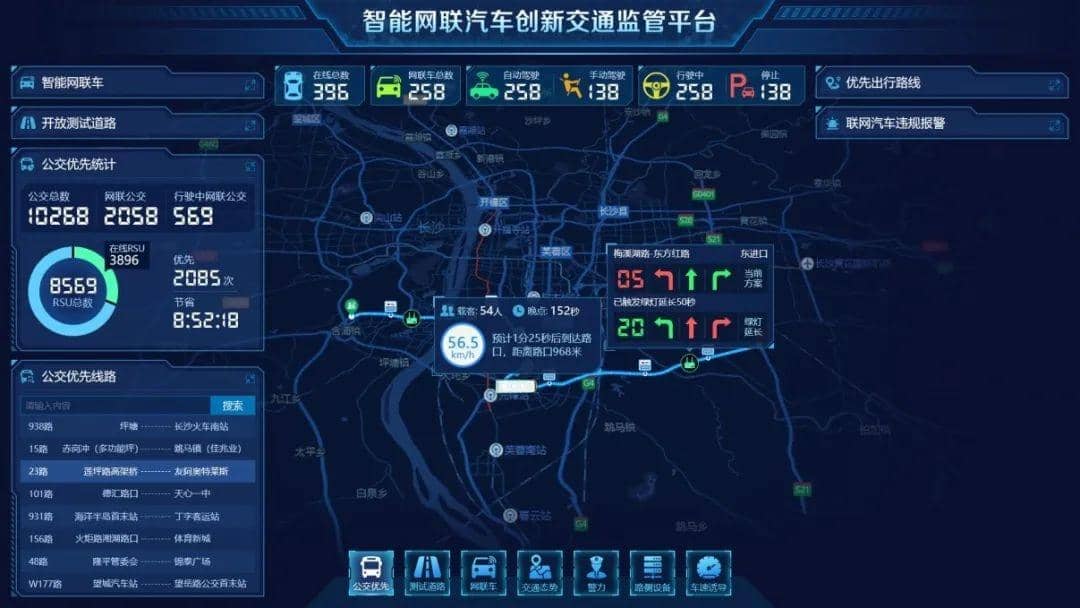 智能网联汽车创新交通监管平台
智能网联车
在线总数
396
网联车总数
258
自动驾驶
258
手动驾驶
138
行驶中
258
停止
138
优先出行路线
开放测试道路
联网汽车违规报警
公交优先统计
公交总数
10268
网联公交
2058
行驶中网联公交
569
在线RSU
3896
8569
RSU总数
优先
2085次
节省
8:52:18
公交优先线路
请输入内容
搜索
938路 坪塘 长沙火车南站
15路 赤岗冲（多功能坪） 跳马镇（佳兆业）
23路 莲坪路高架桥 友阿奥特莱斯
101路 德汇路口 天心一中
931路 海洋半岛首末站 丁字客运站
156路 火炬路湘湖路口 体育新城
48路 隆平管委会 锦泰广场
W177路 望城汽车站 望岳路公交首末站
望城区
G4
G0401
开福区
长沙县
S20
S21
长沙
芙蓉区
梅溪湖路-东方红路 东进口
05
当前
方案
已触发绿灯延长50秒
20
绿灯
延长
载客: 54人
晚点: 152秒
56.5
km/h
预计1分25秒后到达路
口，距离路口968米
含浦镇
坪塘镇
G4
九江乡
太平乡
芙蓉南站
跳马镇
白泉乡
暮云站
G4
S21
跳马乡
公交优先
测试道路
网联车
交通态势
警力
路侧设备
车速诱导